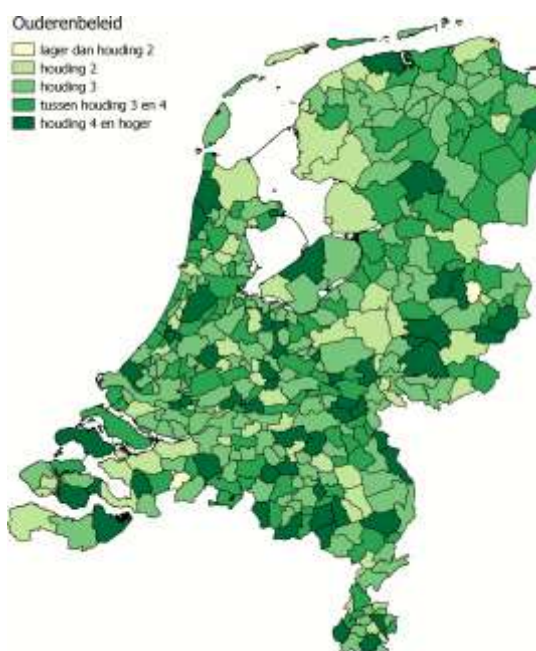 Ouderenbeleid
lager dan houding 2
houding 2
houding 3
tussen houding 3 en 4
houding 4 en hoger